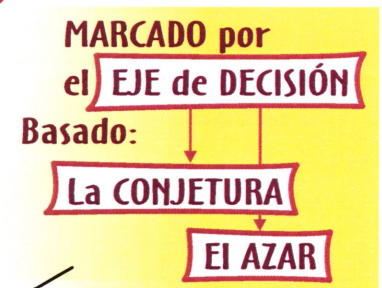 MARCADO por
el EJE de DECISIÓN
Basado:
La CONJETURA
El AZAR